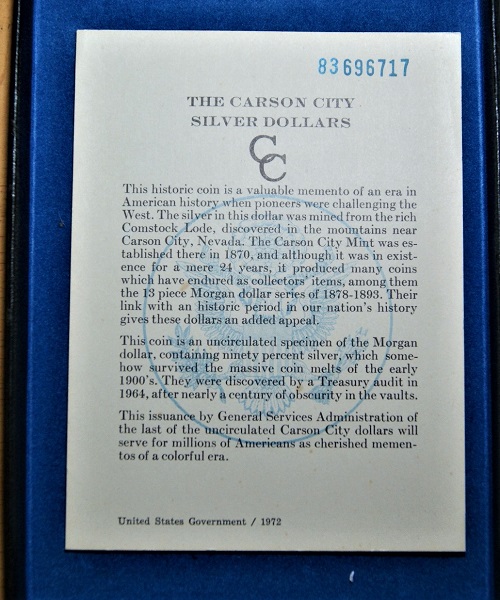 83696717
THE CARSON CITY
SILVER DOLLARS
CC
This historic coin is a valuable memento of an era in
American history when pioneers were challenging the
West. The silver in this dollar was mined from the rich
Comstock Lode, discovered in the mountains near
Carson City, Nevada. The Carson City Mint was es-
tablished there in 1870, and although it was in exist-
ence for a mere 24 years, it produced many coins
which have endured as collectors' items, among them
the 13 piece Morgan dollar series of 1878-1893. Their
link with an historic period in our nation's history
gives these dollars an added appeal.
This coin is an uncirculated specimen of the Morgan
dollar, containing ninety percent silver, which some-
how survived the massive coin melts of the early
1900's. They were discovered by a Treasury audit in
1964, after nearly a century of obscurity in the vaults.
This issuance by General Services Administration of
the last of the uncirculated Carson City dollars will
serve for millions of Americans as cherished memen-
tos of a colorful era.
United States Government / 1972